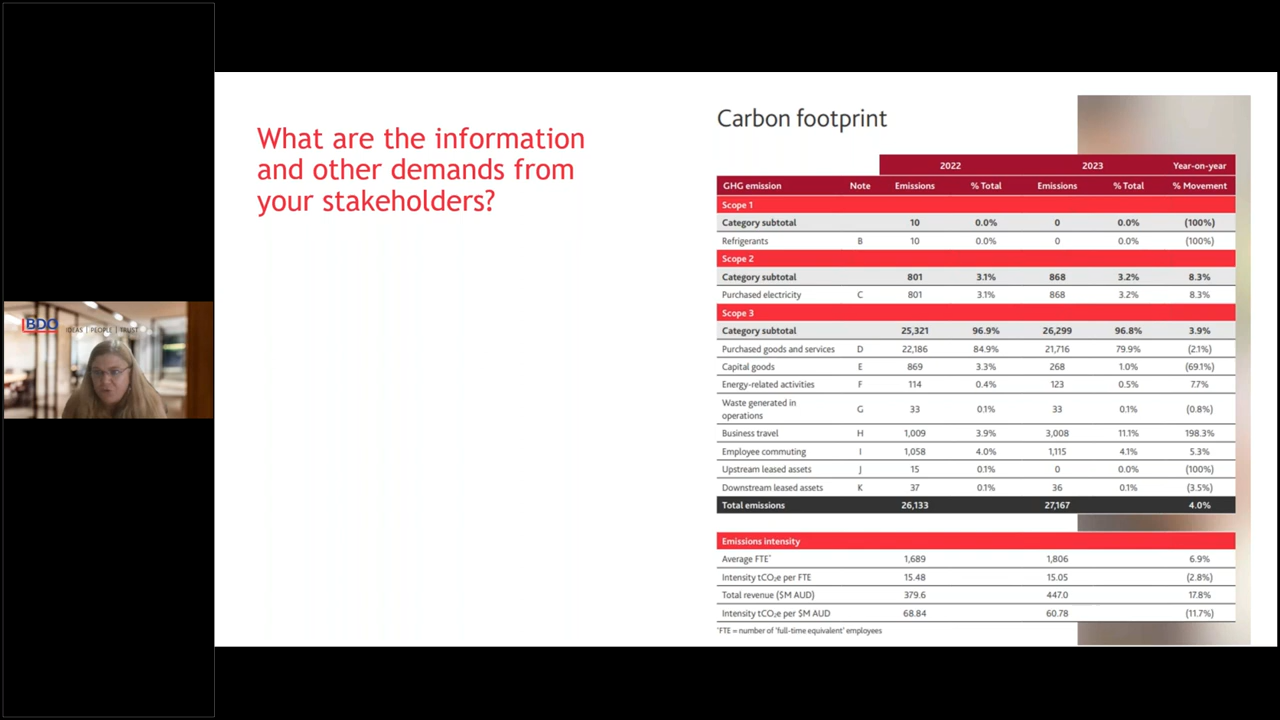 BDO
IDEAS | PEOPLE | TRUST
What are the information
and other demands from
your stakeholders?
Carbon footprint
2022 2023 Year-on-year
GHG emission Note Emissions % Total Emissions % Total % Movement
Scope 1
Category subtotal 10 0.0% 0 0.0% (100%)
Refrigerants B 10 0.0% 0 0.0% (100%)
Scope 2
Category subtotal 801 3.1% 868 3.2% 8.3%
Purchased electricity C 801 3.1% 868 3.2% 8.3%
Scope 3
Category subtotal 25,321 96.9% 26,299 96.8% 3.9%
Purchased goods and services D 22,186 84.9% 21,716 79.9% (2.1%)
Capital goods E 869 3.3% 268 1.0% (69.1%)
Energy-related activities F 114 0.4% 123 0.5% 7.7%
Waste generated in
operations G 33 0.1% 33 0.1% (0.8%)
Business travel H 1,009 3.9% 3,008 11.1% 198.3%
Employee commuting I 1,058 4.0% 1,115 4.1% 5.3%
Upstream leased assets J 15 0.1% 0 0.0% (100%)
Downstream leased assets K 37 0.1% 36 0.1% (3.5%)
Total emissions 26,133 27,167 4.0%
Emissions intensity
Average FTE* 1,689 1,806 6.9%
Intensity tCO₂e per FTE 15.48 15.05 (2.8%)
Total revenue ($M AUD) 379.6 447.0 17.8%
Intensity tCO₂e per $M AUD 68.84 60.78 (11.7%)
*FTE = number of 'full-time equivalent' employees